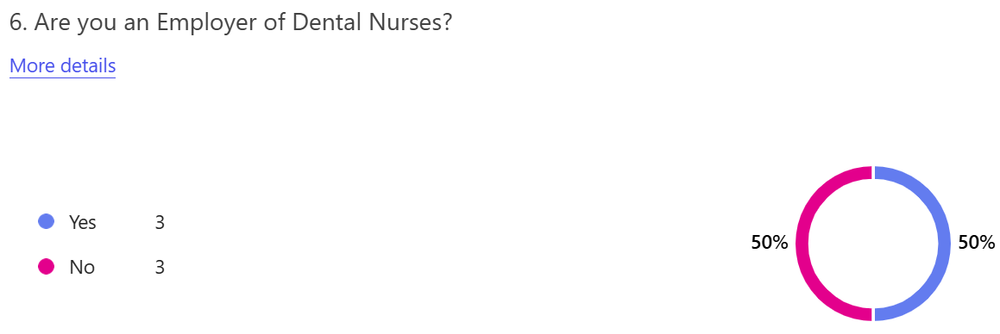 6. Are you an Employer of Dental Nurses?
More details
Yes 3
No 3
50%
50%